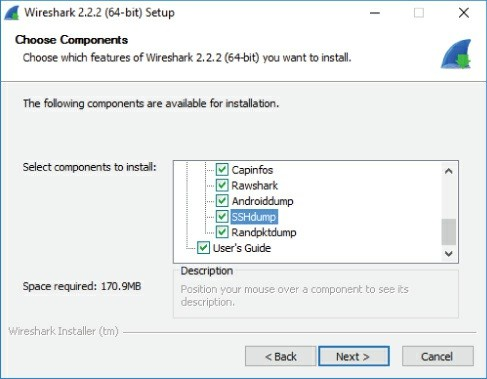 Wireshark 2.2.2 (64-bit) Setup
Choose Components
Choose which features of Wireshark 2.2.2 (64-bit) you want to install.
The following components are available for installation.
Select components to install:
Capinfos
Rawshark
Androiddump
SSHdump
Randpktdump
User's Guide
Space required: 170.9MB
Description
Position your mouse over a component to see its
description.
Wireshark Installer (tm)
< Back
Next >
Cancel